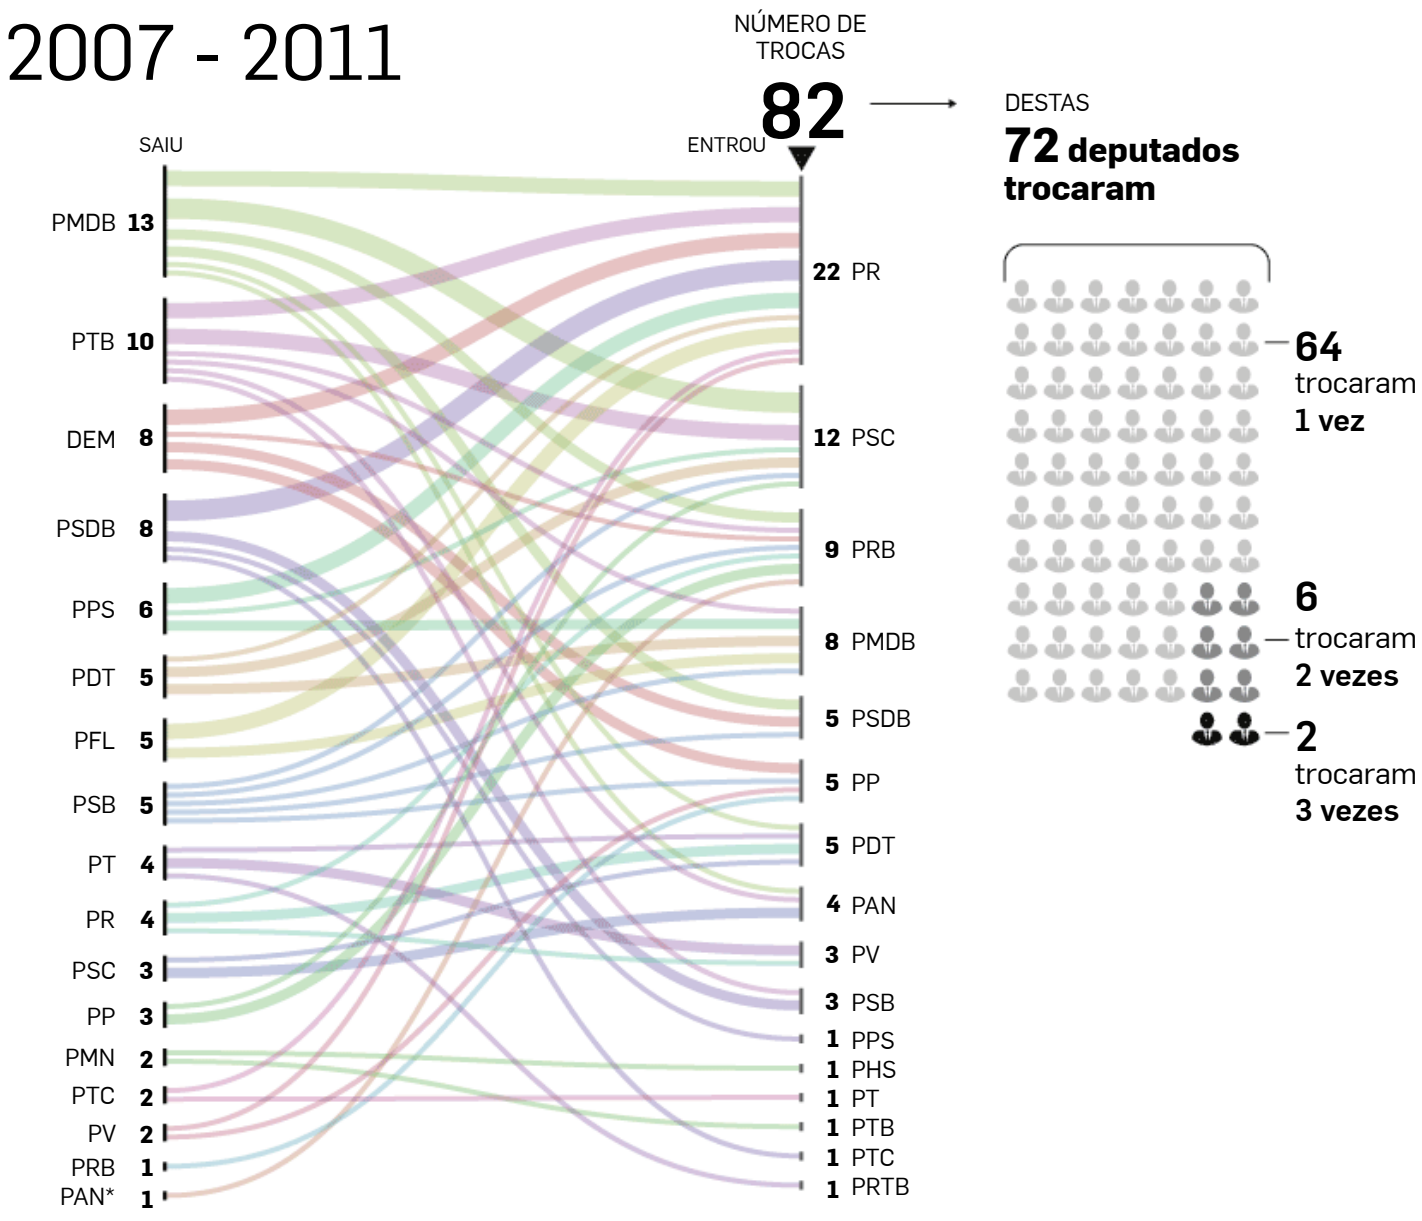 2007 - 2011
NÚMERO DE
TROCAS
82
DESTAS
72 deputados
trocaram
SAIU
ENTROU
PMDB 13
PTB 10
DEM 8
PSDB 8
PPS 6
PDT 5
PFL 5
PSB 5
PT 4
PR 4
PSC 3
PP 3
PMN 2
PTC 2
PV 2
PRB 1
PAN* 1
22 PR
12 PSC
9 PRB
8 PMDB
5 PSDB
5 PP
5 PDT
4 PAN
3 PV
3 PSB
1 PPS
1 PHS
1 PT
1 PTB
1 PTC
1 PRTB
64
trocaram
1 vez
6
trocaram
2 vezes
2
trocaram
3 vezes